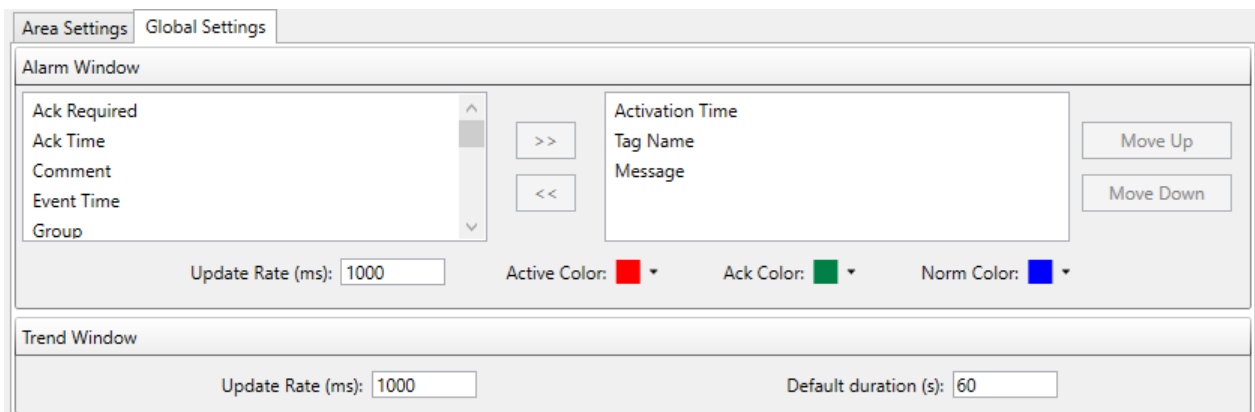 Area Settings Global Settings
Alarm Window
Ack Required
Ack Time
Comment
Event Time
Group
>>
<<
Activation Time
Tag Name
Message
Move Up
Move Down
Update Rate (ms): 1000 Active Color: Ack Color: Norm Color:
Trend Window
Update Rate (ms): 1000 Default duration (s): 60